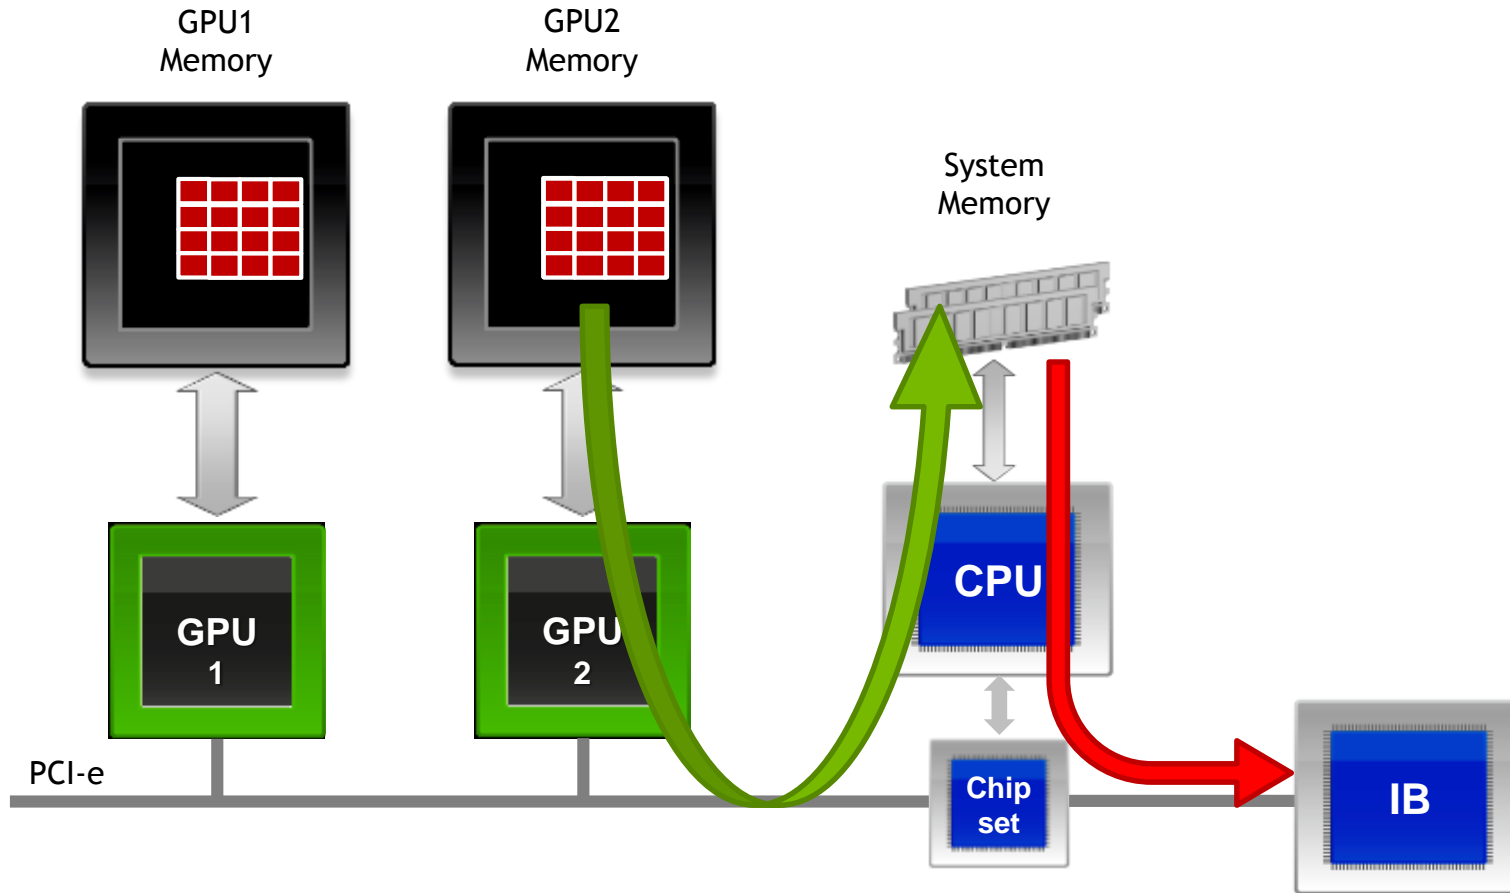 GPU1
Memory
GPU2
Memory
System
Memory
GPU
1
GPU
2
CPU
PCI-e
Chip
set
IB